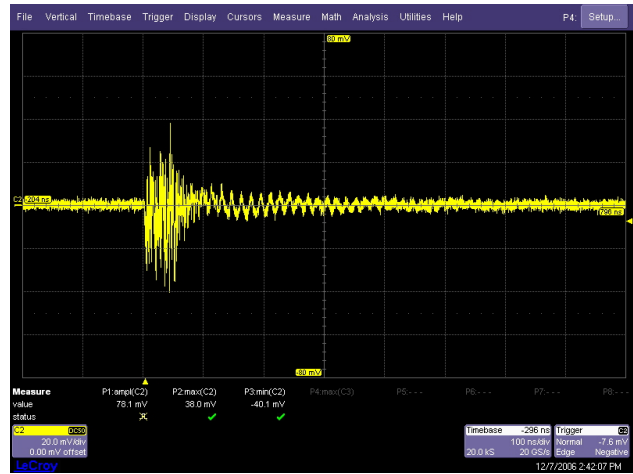 File Vertical Timebase Trigger Display Cursors Measure Math Analysis Utilities Help P4: Setup...
80 mV
C2 -204 ns
796 ns
-80 mV
Measure P1:ampl(C2) P2:max(C2) P3:min(C2) P4:max(C3) P5:--- P6:--- P7:--- P8:---
value 78.1 mV 38.0 mV -40.1 mV
status
C2 DC50 Timebase -296 ns Trigger C2
20.0 mV/div 100 ns/div Normal -7.6 mV
0.00 mV offset 20.0 kS 20 GS/s Edge Negative
LeCroy 12/7/2006 2:42:07 PM